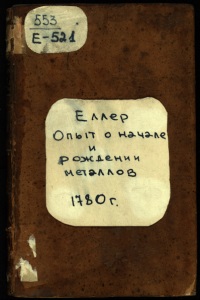 553
Е-521
Еллер
Опыт о начале
и
рождении
металлов
1780 г.